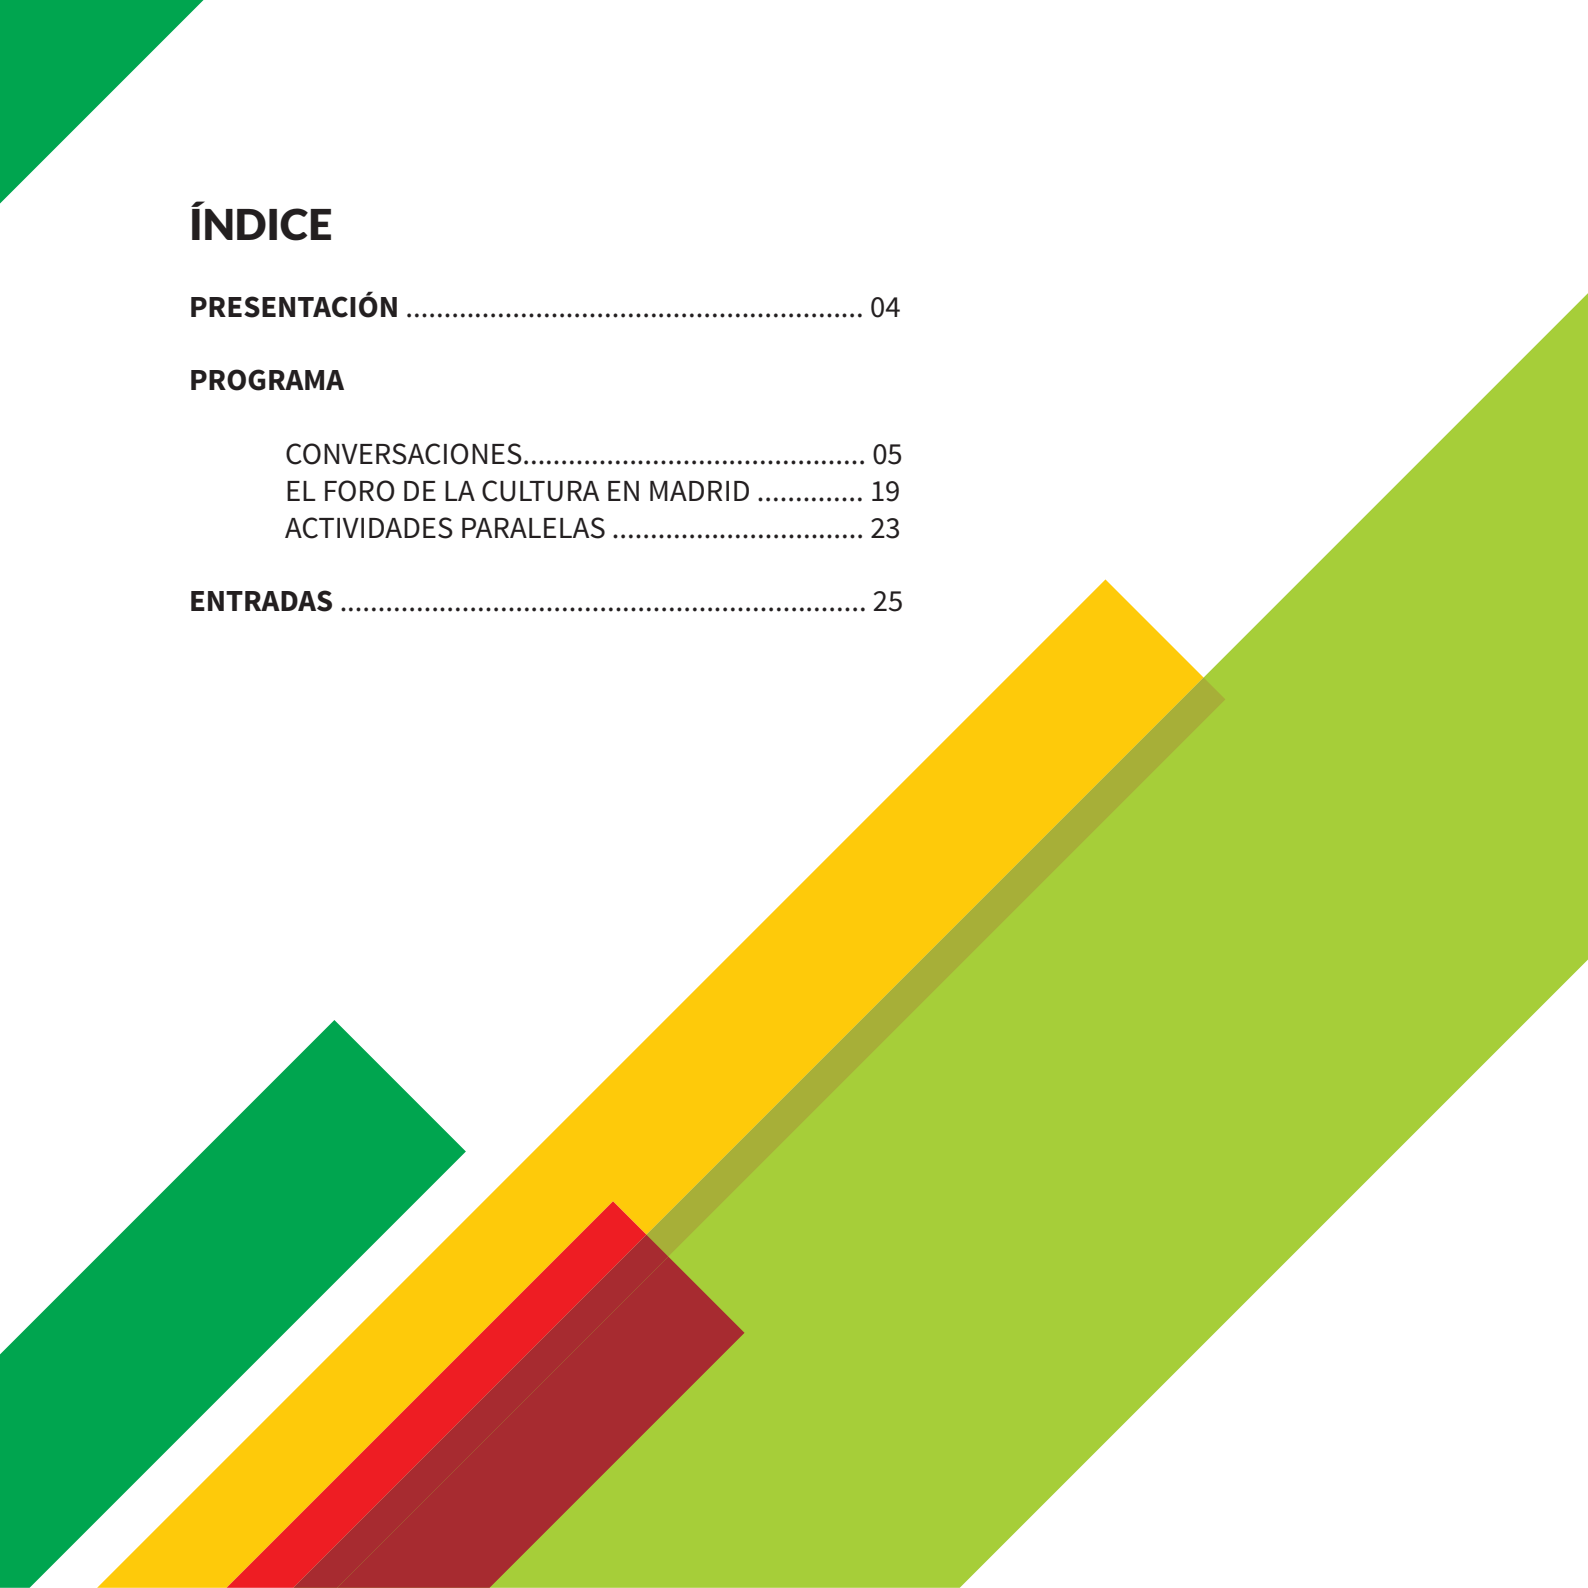 ÍNDICE
PRESENTACIÓN ............................................................ 04
PROGRAMA
CONVERSACIONES............................................. 05
EL FORO DE LA CULTURA EN MADRID .............. 19
ACTIVIDADES PARALELAS ................................. 23
ENTRADAS ..................................................................... 25